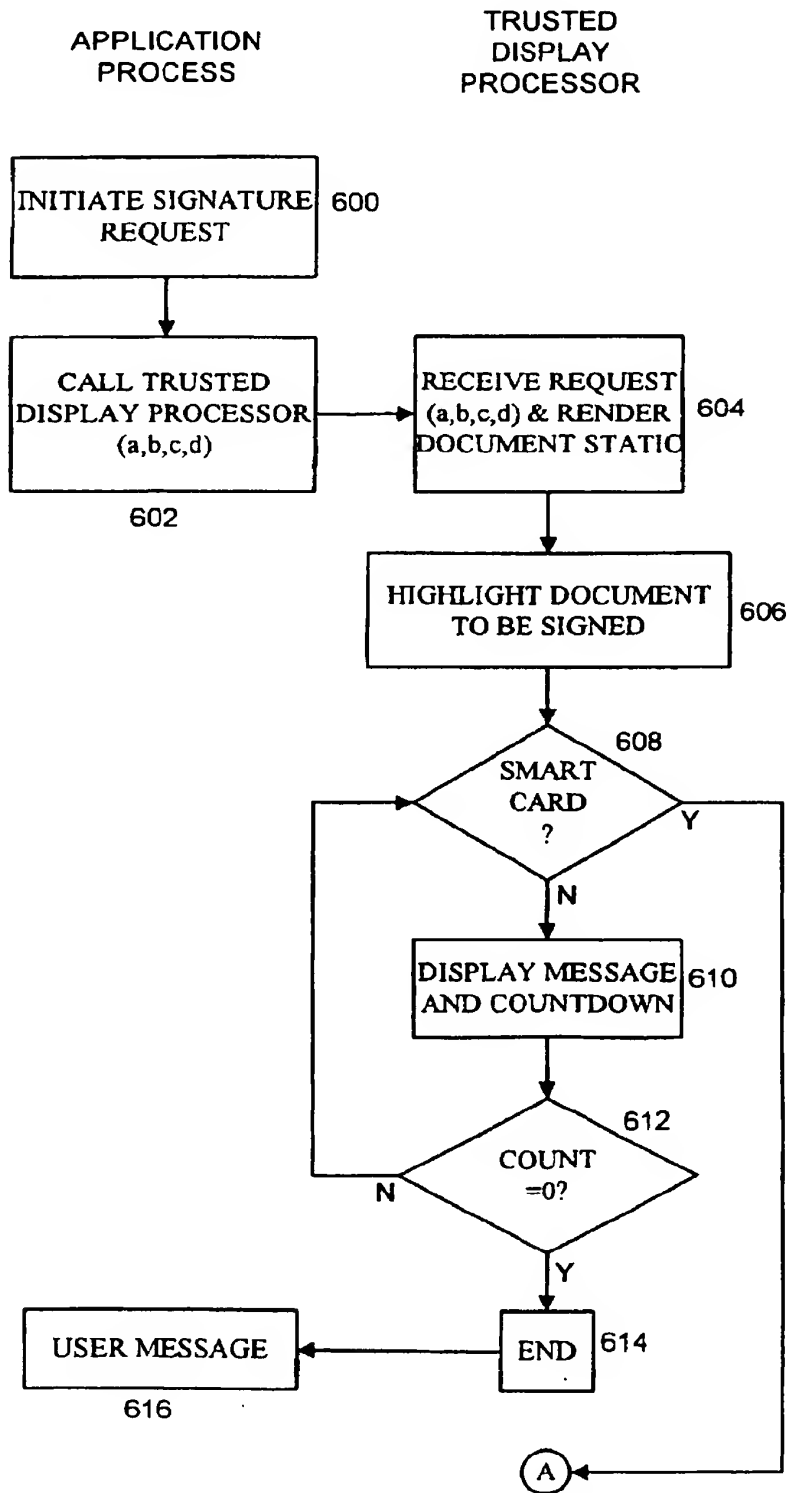 APPLICATION
PROCESS
TRUSTED
DISPLAY
PROCESSOR
INITIATE SIGNATURE
REQUEST
600
CALL TRUSTED
DISPLAY PROCESSOR
(a,b,c,d)
602
RECEIVE REQUEST
(a,b,c,d) & RENDER
DOCUMENT STATIC
604
HIGHLIGHT DOCUMENT
TO BE SIGNED
606
608
SMART
CARD
?
Y
N
DISPLAY MESSAGE
AND COUNTDOWN
610
612
COUNT
=0?
N
Y
USER MESSAGE
616
END
614
A